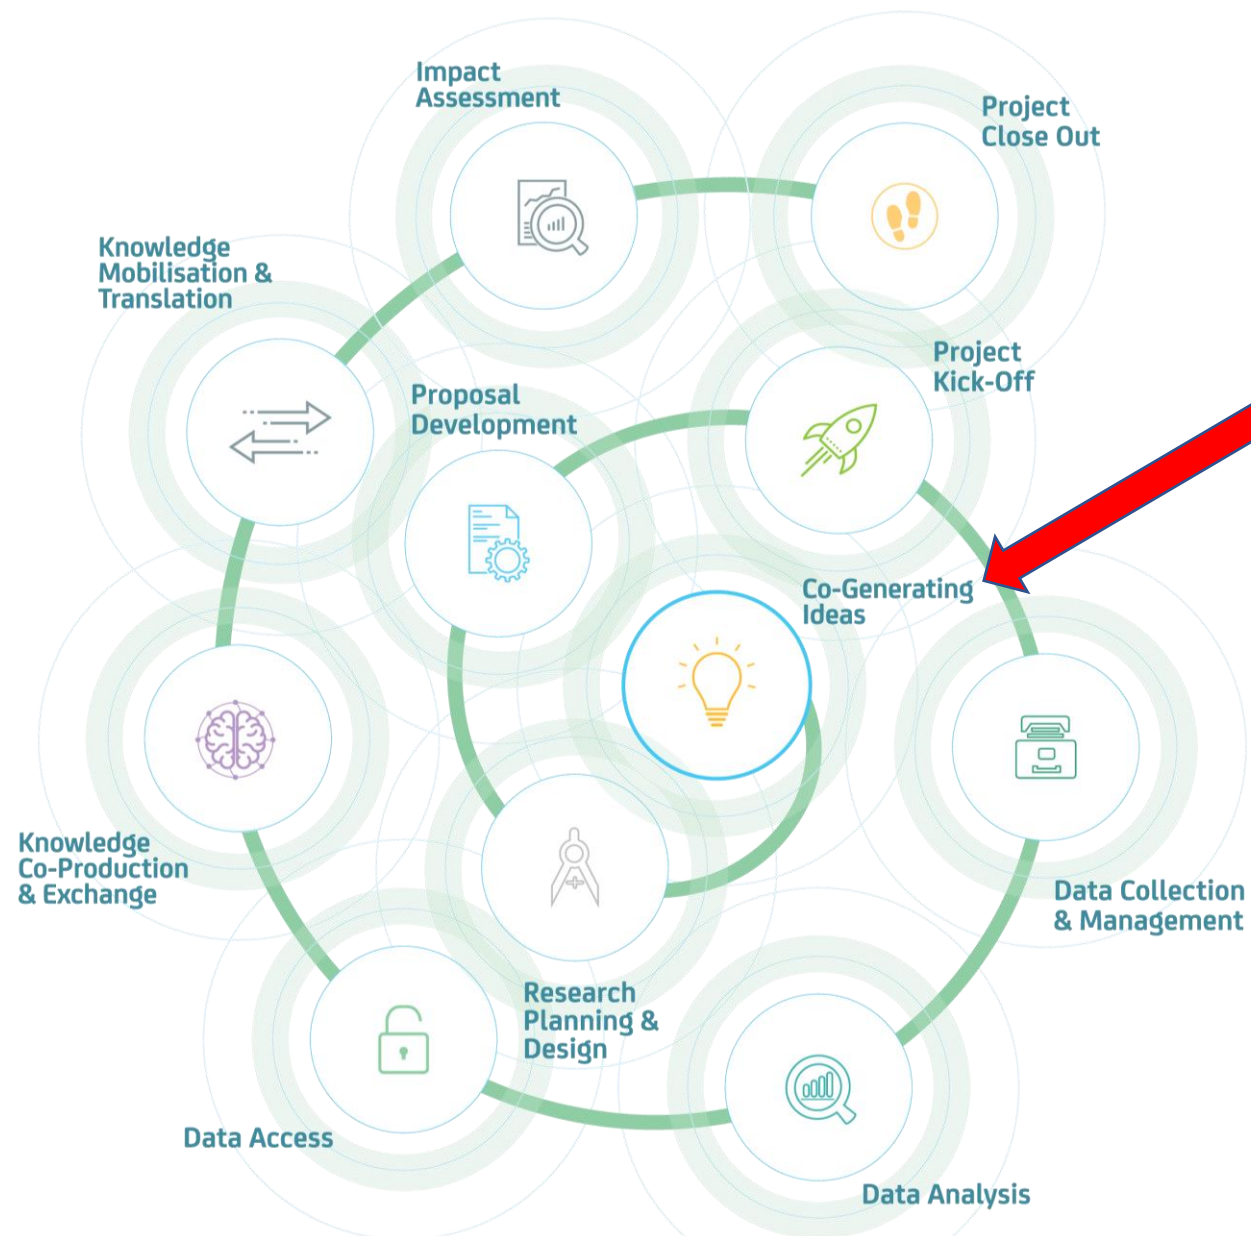 Impact
Assessment
Project
Close Out
Knowledge
Mobilisation &
Translation
Project
Kick-Off
Proposal
Development
Co-Generating
Ideas
Knowledge
Co-Production
& Exchange
Data Collection
& Management
Research
Planning &
Design
Data Access
Data Analysis